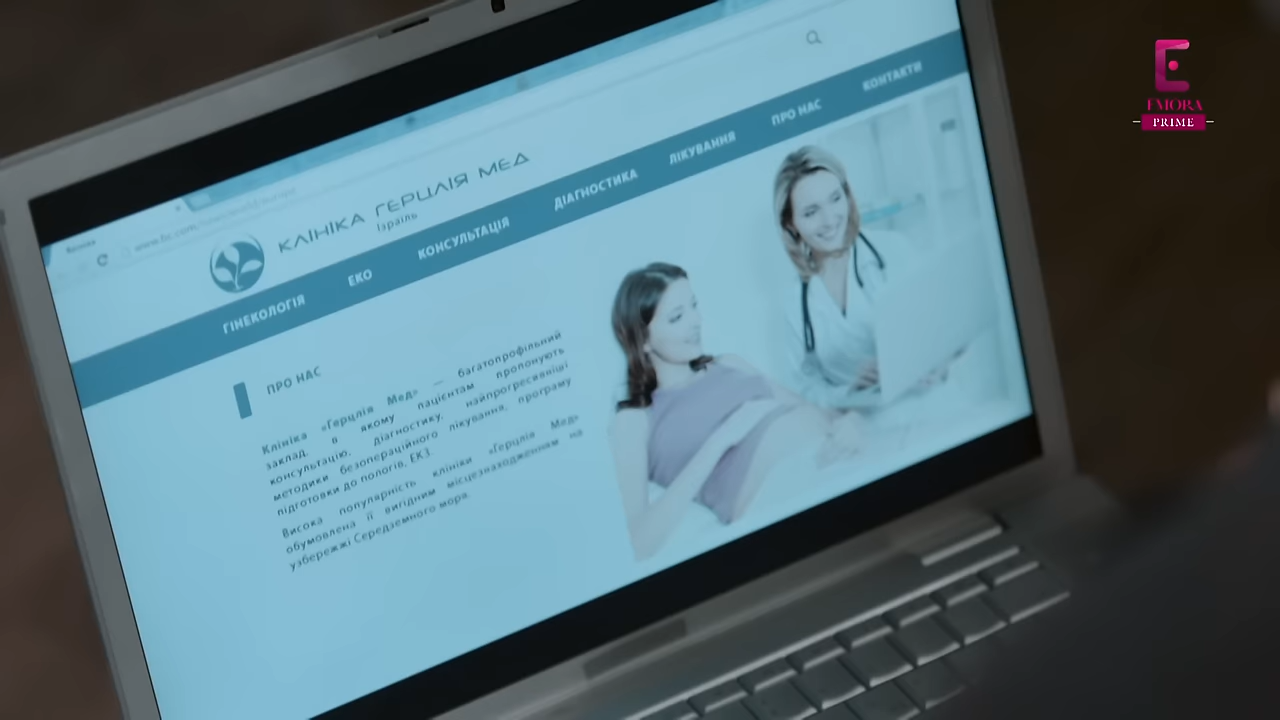 EMORA
PRIME
КЛІНІКА ГЕРЦЛІЯ МЕД
Ізраїль
ГІНЕКОЛОГІЯ ЕКО КОНСУЛЬТАЦІЯ ДІАГНОСТИКА ЛІКУВАННЯ ПРО НАС КОНТАКТИ
ПРО НАС
Клініка «Герцлія Мед» — багатопрофільний
заклад, в якому пацієнтам пропонують
консультацію, діагностику, найпрогресивніші
методики безопераційного лікування, програму
підготовки до пологів, ЕКЗ.
Висока популярність клініки «Герцлія Мед»
обумовлена її вигідним місцезнаходженням на
узбережжі Середземного моря.